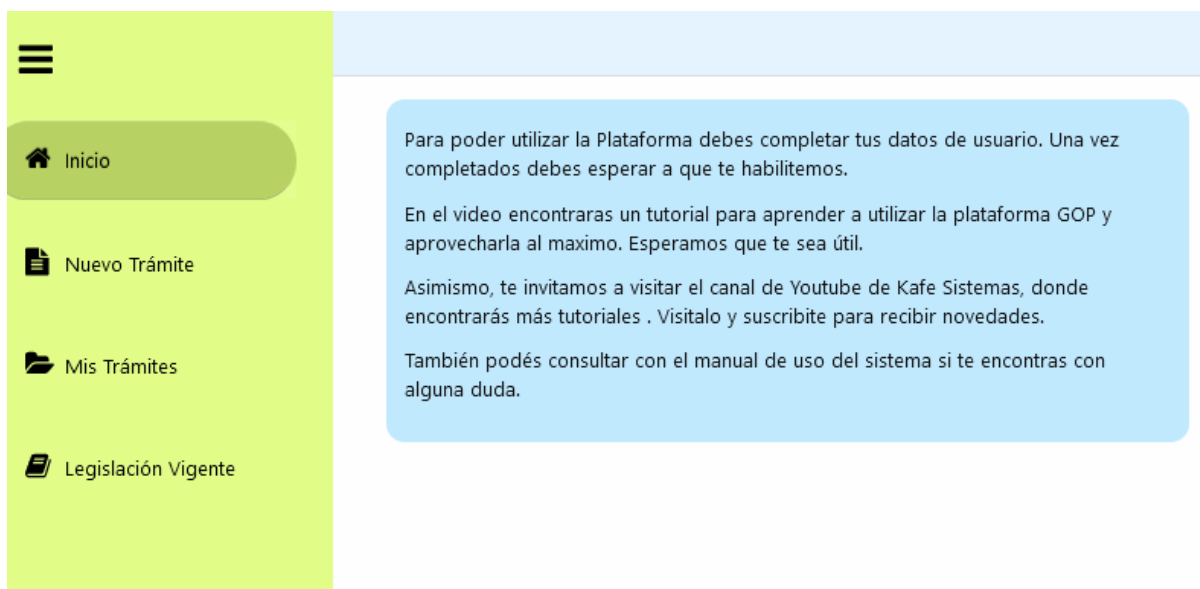 Inicio
Nuevo Trámite
Mis Trámites
Legislación Vigente
Para poder utilizar la Plataforma debes completar tus datos de usuario. Una vez
completados debes esperar a que te habilitemos.
En el video encontraras un tutorial para aprender a utilizar la plataforma GOP y
aprovecharla al maximo. Esperamos que te sea útil.
Asimismo, te invitamos a visitar el canal de Youtube de Kafe Sistemas, donde
encontrarás más tutoriales . Visitalo y suscribite para recibir novedades.
También podés consultar con el manual de uso del sistema si te encontras con
alguna duda.